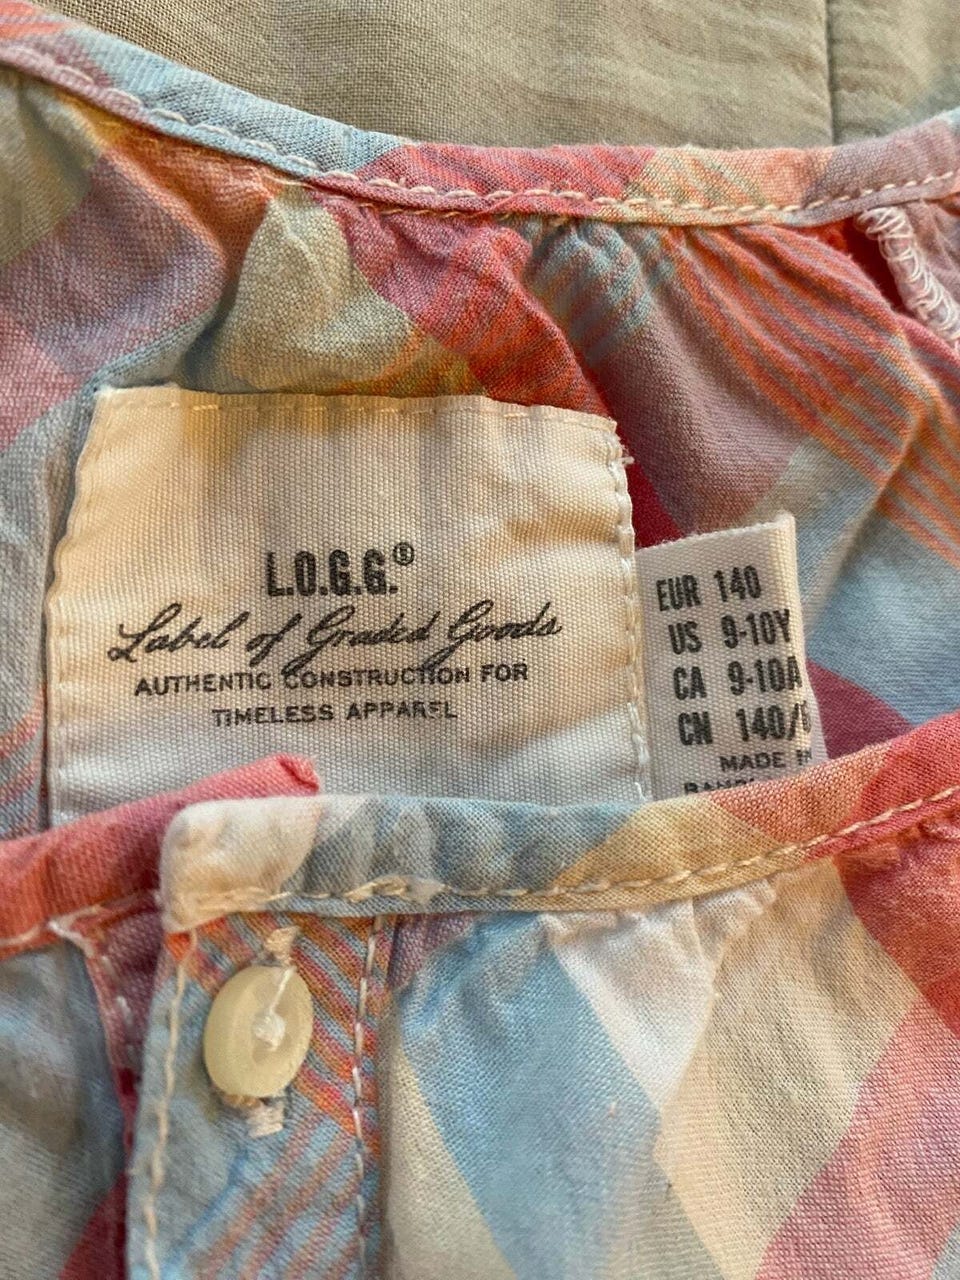 L.O.G.G.®
Label of Graded Goods
AUTHENTIC CONSTRUCTION FOR
TIMELESS APPAREL
EUR 140
US 9-10Y
CA 9-10A
CN 140/
MADE